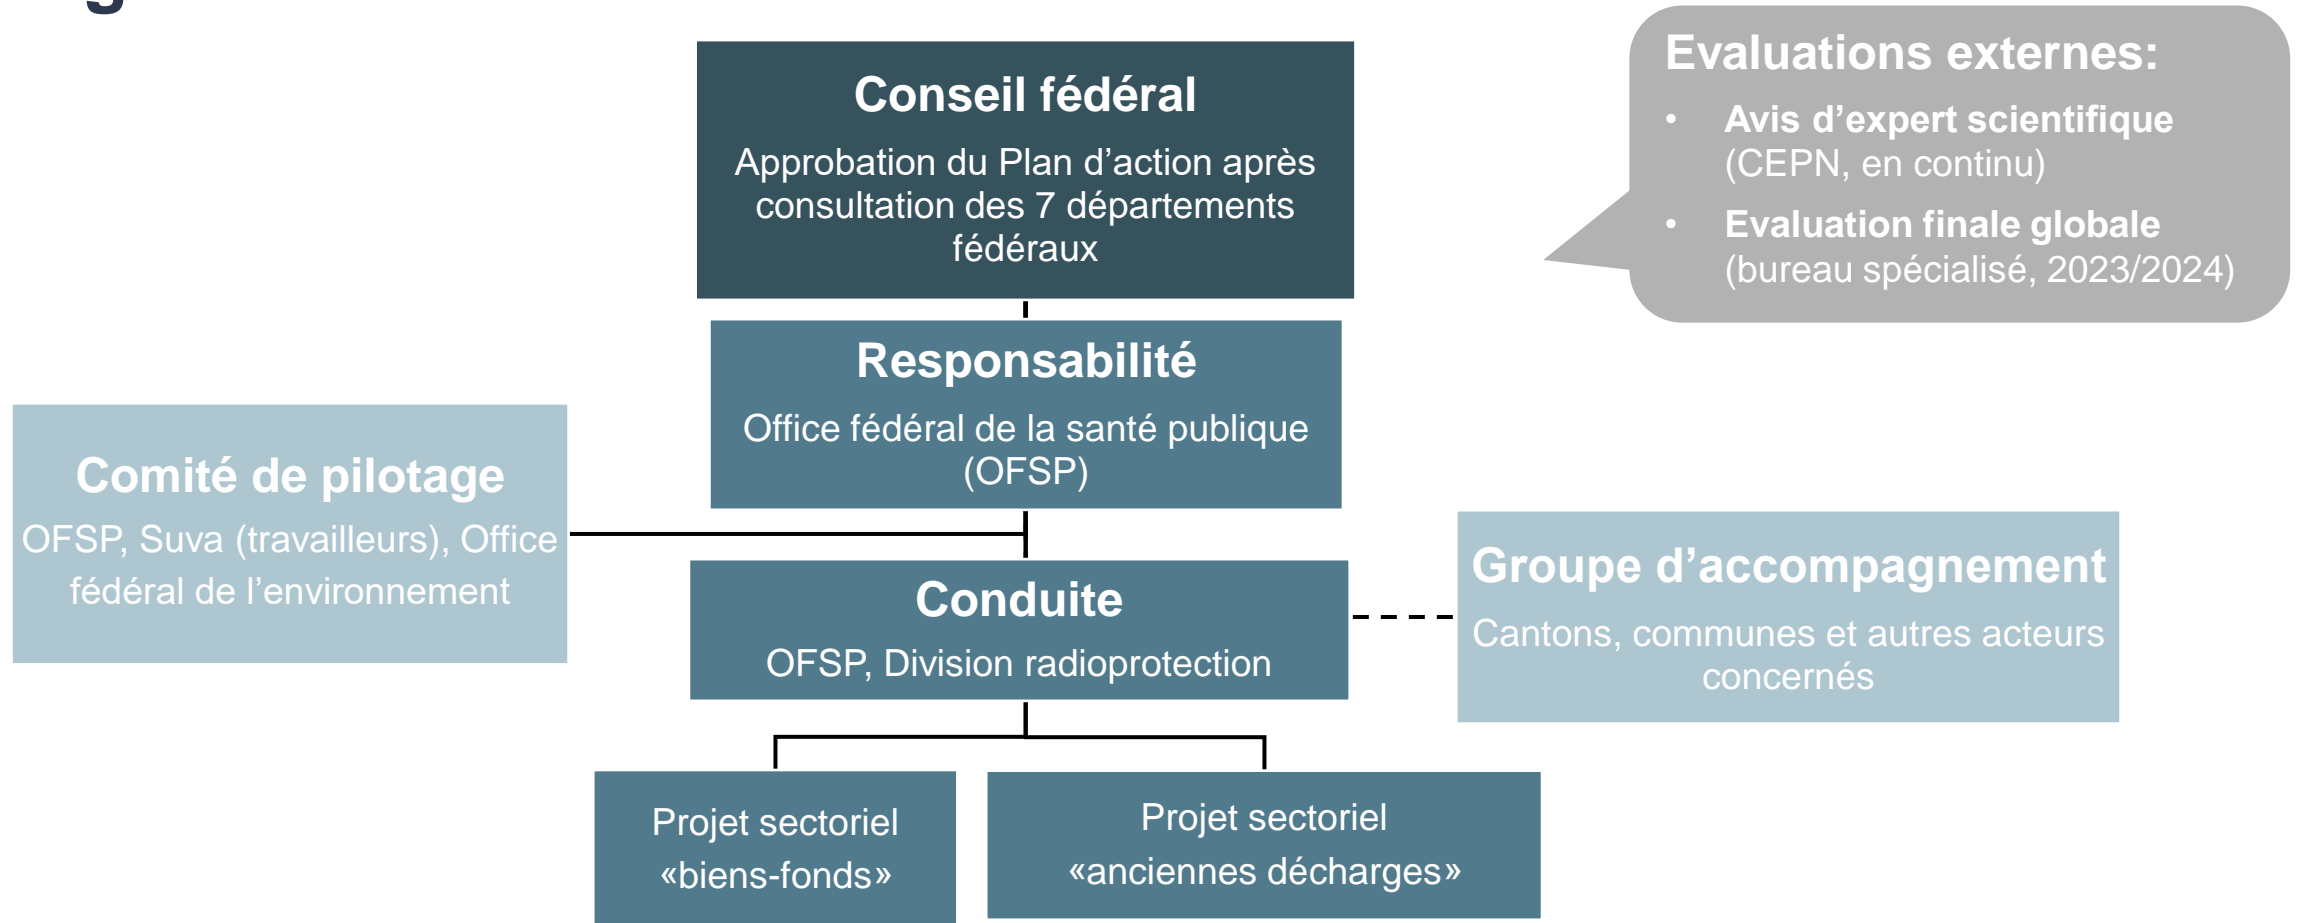 Conseil fédéral
Approbation du Plan d’action après
consultation des 7 départements
fédéraux
Evaluations externes:
• Avis d’expert scientifique
(CEPN, en continu)
• Evaluation finale globale
(bureau spécialisé, 2023/2024)
Responsabilité
Office fédéral de la santé publique
(OFSP)
Comité de pilotage
OFSP, Suva (travailleurs), Office
fédéral de l’environnement
Conduite
OFSP, Division radioprotection
Groupe d’accompagnement
Cantons, communes et autres acteurs
concernés
Projet sectoriel
«biens-fonds»
Projet sectoriel
«anciennes décharges»